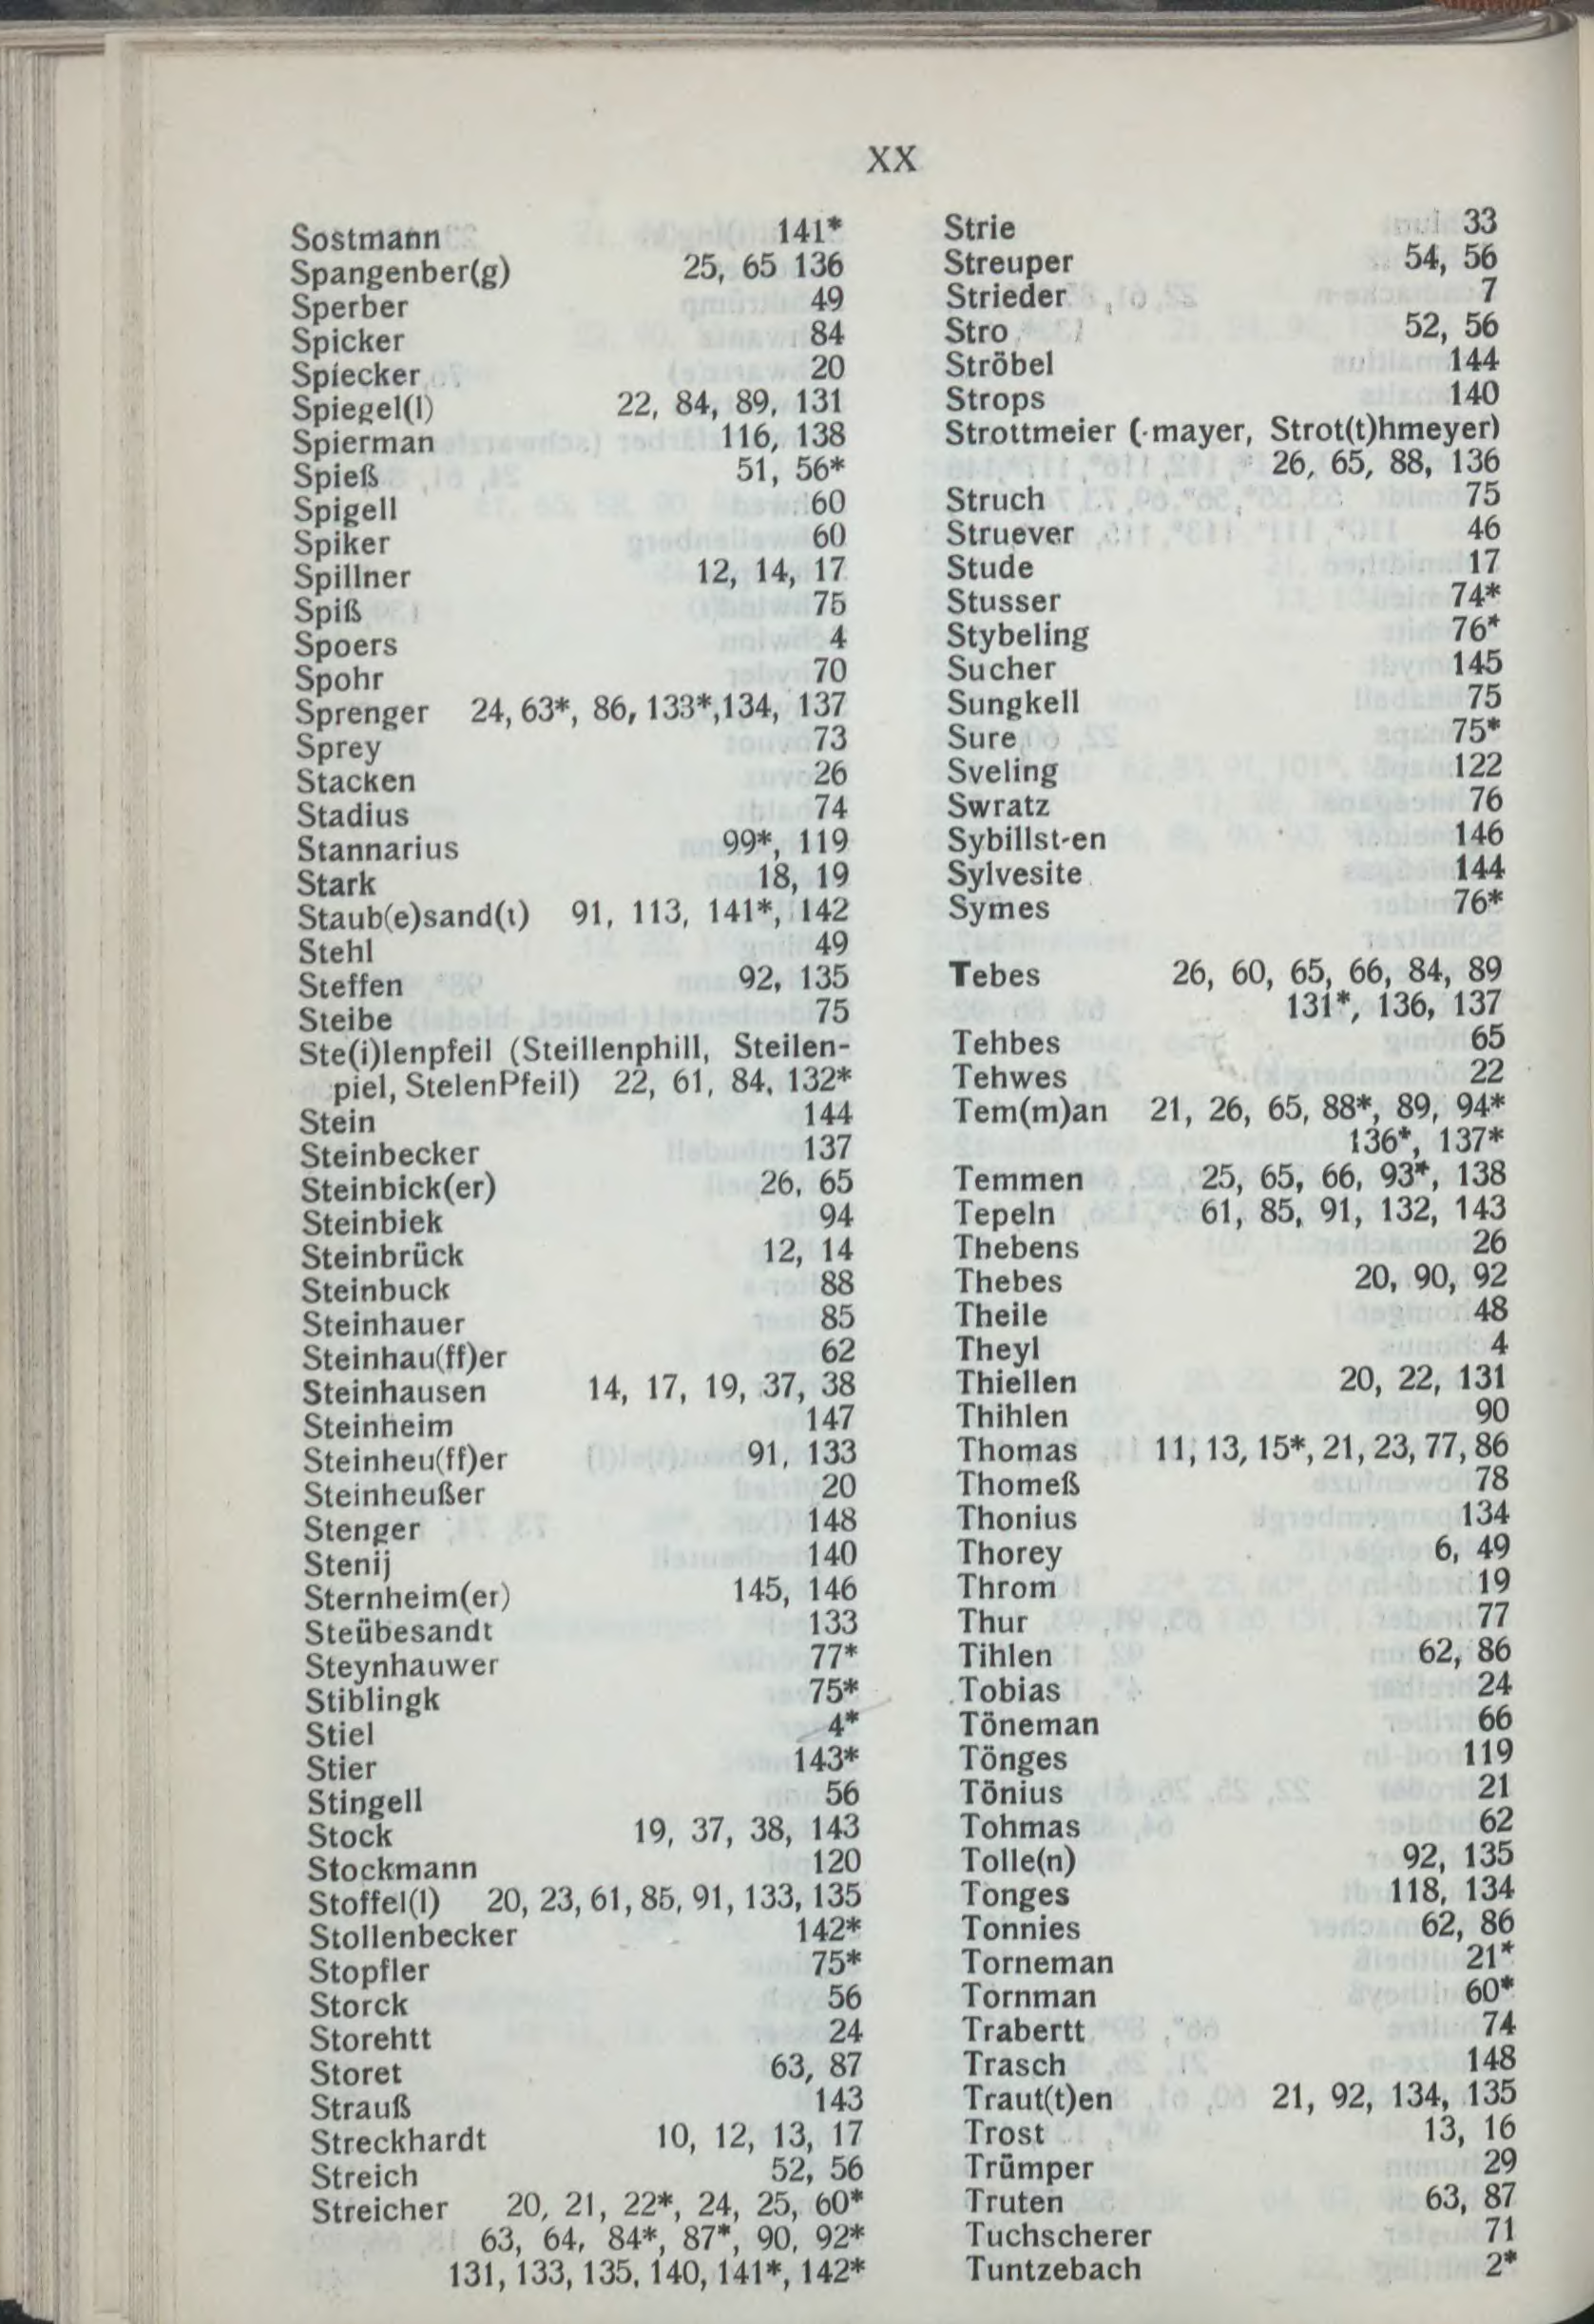 XX
Sostmann 141*
Spangenber(g) 25, 65 136
Sperber 49
Spicker 84
Spiecker 20
Spiegel(l) 22, 84, 89, 131
Spierman 116, 138
Spieß 51, 56*
Spigell 60
Spiker 60
Spillner 12, 14, 17
Spiß 75
Spoers 4
Spohr 70
Sprenger 24, 63*, 86, 133*,134, 137
Sprey 73
Stacken 26
Stadius 74
Stannarius 99*, 119
Stark 18, 19
Staub(e)sand(t) 91, 113, 141*, 142
Stehl 49
Steffen 92, 135
Steibe 75
Ste(i)lenpfeil (Steillenphill, Steilen-
piel, StelenPfeil) 22, 61, 84, 132*
Stein 144
Steinbecker 137
Steinbick(er) 26, 65
Steinbiek 94
Steinbrück 12, 14
Steinbuck 88
Steinhauer 85
Steinhau(ff)er 62
Steinhausen 14, 17, 19, 37, 38
Steinheim 147
Steinheu(ff)er 91, 133
Steinheußer 20
Stenger 148
Stenij 140
Sternheim(er) 145, 146
Steübesandt 133
Steynhauwer 77*
Stiblingk 75*
Stiel 4*
Stier 143*
Stingell 56
Stock 19, 37, 38, 143
Stockmann 120
Stoffel(l) 20, 23, 61, 85, 91, 133, 135
Stollenbecker 142*
Stopfler 75*
Storck 56
Storehtt 24
Storet 63, 87
Strauß 143
Streckhardt 10, 12, 13, 17
Streich 52, 56
Streicher 20, 21, 22*, 24, 25, 60*
63, 64, 84*, 87*, 90, 92*
131, 133, 135, 140, 141*, 142*
Strie 33
Streuper 54, 56
Strieder 7
Stro 52, 56
Ströbel 144
Strops 140
Strottmeier (-mayer, Strot(t)hmeyer)
26, 65, 88, 136
Struch 75
Struever 46
Stude 17
Stusser 74*
Stybeling 76*
Sucher 145
Sungkell 75
Sure 75*
Sveling 122
Swratz 76
Sybillst-en 146
Sylvesite 144
Symes 76*
Tebes 26, 60, 65, 66, 84, 89
131*, 136, 137
Tehbes 65
Tehwes 22
Tem(m)an 21, 26, 65, 88*, 89, 94*
136*, 137*
Temmen 25, 65, 66, 93*, 138
Tepeln 61, 85, 91, 132, 143
Thebens 26
Thebes 20, 90, 92
Theile 48
Theyl 4
Thiellen 20, 22, 131
Thihlen 90
Thomas 11, 13, 15*, 21, 23, 77, 86
Thomeß 78
Thonius 134
Thorey 6, 49
Throm 19
Thur 77
Tihlen 62, 86
Tobias 24
Töneman 66
Tönges 119
Tönius 21
Tohmas 62
Tolle(n) 92, 135
Tonges 118, 134
Tonnies 62, 86
Torneman 21*
Tornman 60*
Trabertt 74
Trasch 148
Traut(t)en 21, 92, 134, 135
Trost 13, 16
Trümper 29
Truten 63, 87
Tuchscherer 71
Tuntzebach 2*